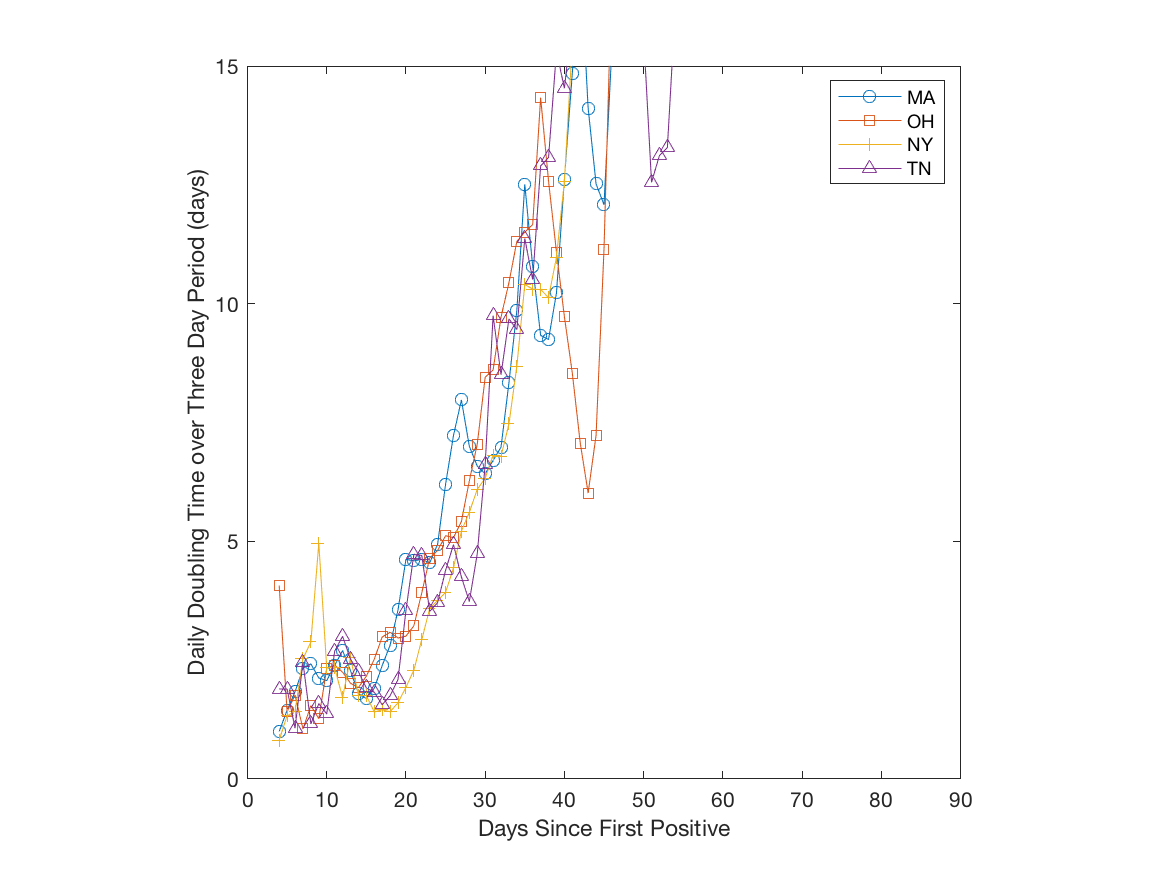 15
10
5
0
Daily Doubling Time over Three Day Period (days)
MA
OH
NY
TN
0 10 20 30 40 50 60 70 80 90
Days Since First Positive